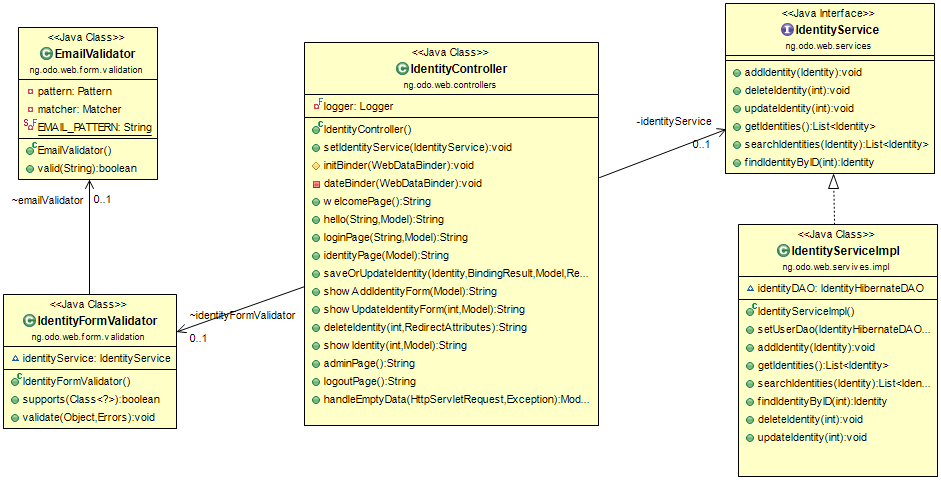 <<Java Class>>
EmailValidator
ng.odo.web.form.validation
pattern: Pattern
matcher: Matcher
EMAIL_PATTERN: String
EmailValidator()
valid(String):boolean
~emailValidator
0..1
<<Java Class>>
IdentityFormValidator
ng.odo.web.form.validation
identityService: IdentityService
IdentityFormValidator()
supports(Class<?>):boolean
validate(Object,Errors):void
~identityFormValidator
0..1
<<Java Class>>
IdentityController
ng.odo.web.controllers
logger: Logger
IdentityController()
setIdentityService(IdentityService):void
initBinder(WebDataBinder):void
dateBinder(WebDataBinder):void
welcomePage():String
hello(String,Model):String
loginPage(String,Model):String
identityPage(Model):String
saveOrUpdateIdentity(Identity,BindingResult,Model,Re...
showAddIdentityForm(Model):String
showUpdateIdentityForm(int,Model):String
deleteIdentity(int,RedirectAttributes):String
showIdentity(int,Model):String
adminPage():String
logoutPage():String
handleEmptyData(HttpServletRequest,Exception):Mod...
-identityService
0..1
<<Java Interface>>
IdentityService
ng.odo.web.services
addIdentity(Identity):void
deleteIdentity(int):void
updateIdentity(int):void
getIdentities():List<Identity>
searchIdentities(Identity):List<Identity>
findIdentityByID(int):Identity
<<Java Class>>
IdentityServiceImpl
ng.odo.web.servives.impl
identityDAO: IdentityHibernateDAO
IdentityServiceImpl()
setUserDao(IdentityHibernateDAO...
addIdentity(Identity):void
getIdentities():List<Identity>
searchIdentities(Identity):List<Iden...
findIdentityByID(int):Identity
deleteIdentity(int):void
updateIdentity(int):void